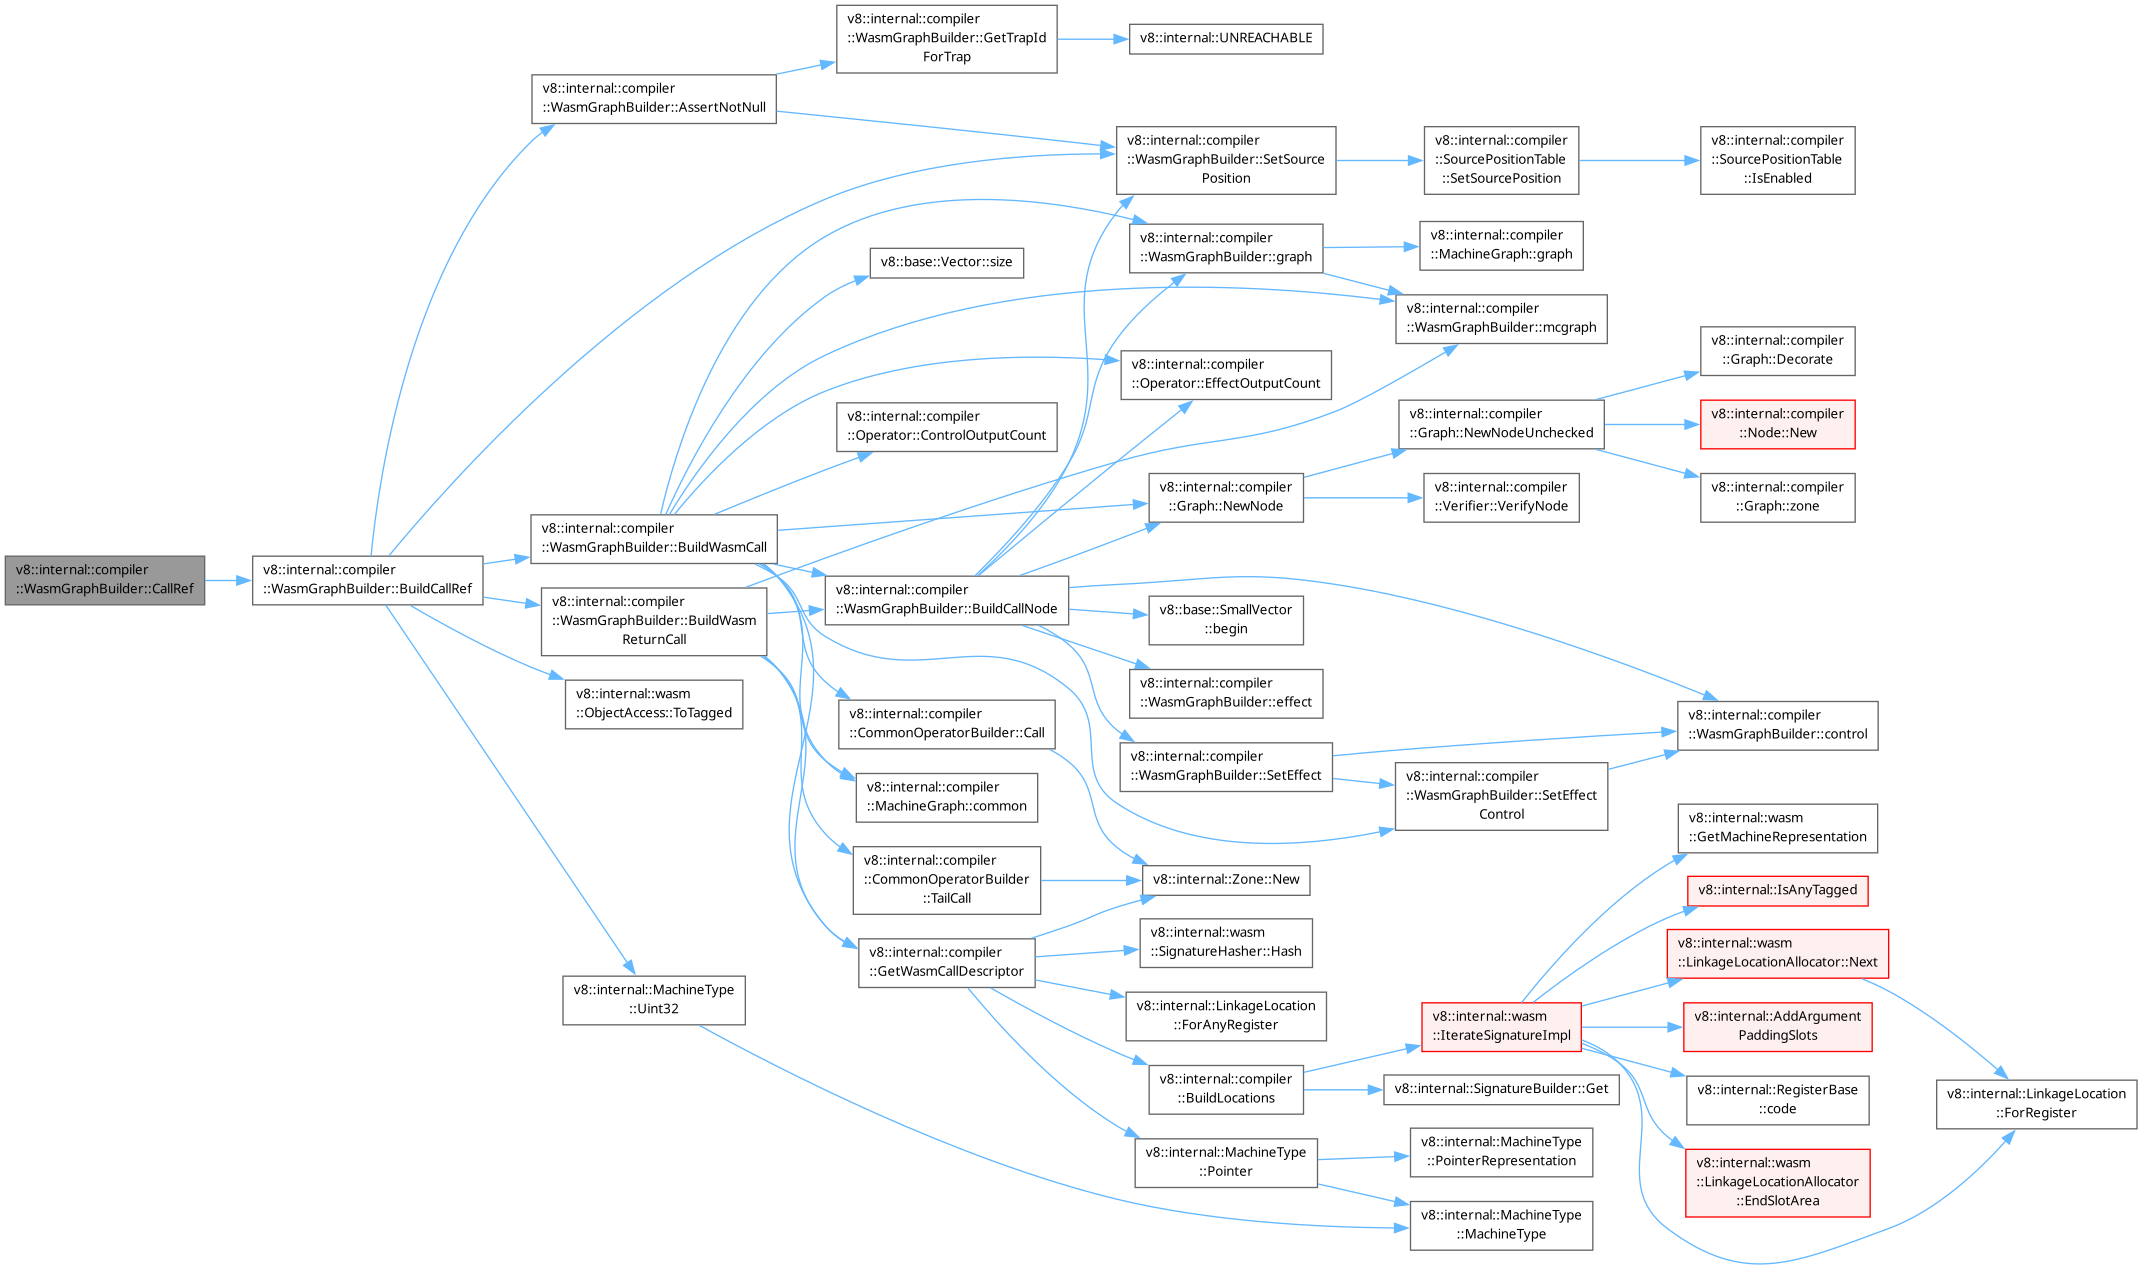 v8::internal::compiler
::WasmGraphBuilder::CallRef
v8::internal::compiler
::WasmGraphBuilder::BuildCallRef
v8::internal::compiler
::WasmGraphBuilder::AssertNotNull
v8::internal::compiler
::WasmGraphBuilder::GetTrapId
ForTrap
v8::internal::UNREACHABLE
v8::internal::compiler
::WasmGraphBuilder::SetSource
Position
v8::internal::compiler
::SourcePositionTable
::SetSourcePosition
v8::internal::compiler
::SourcePositionTable
::IsEnabled
v8::internal::compiler
::WasmGraphBuilder::BuildWasmCall
v8::base::Vector::size
v8::internal::compiler
::WasmGraphBuilder::graph
v8::internal::compiler
::MachineGraph::graph
v8::internal::compiler
::WasmGraphBuilder::mcgraph
v8::internal::compiler
::Operator::EffectOutputCount
v8::internal::compiler
::Operator::ControlOutputCount
v8::internal::compiler
::Graph::NewNode
v8::internal::compiler
::Graph::NewNodeUnchecked
v8::internal::compiler
::Graph::Decorate
v8::internal::compiler
::Node::New
v8::internal::compiler
::Graph::zone
v8::internal::compiler
::Verifier::VerifyNode
v8::internal::compiler
::WasmGraphBuilder::BuildWasm
ReturnCall
v8::internal::compiler
::WasmGraphBuilder::BuildCallNode
v8::base::SmallVector
::begin
v8::internal::compiler
::WasmGraphBuilder::effect
v8::internal::compiler
::WasmGraphBuilder::SetEffect
v8::internal::compiler
::WasmGraphBuilder::SetEffect
Control
v8::internal::compiler
::WasmGraphBuilder::control
v8::internal::wasm
::ObjectAccess::ToTagged
v8::internal::compiler
::CommonOperatorBuilder::Call
v8::internal::compiler
::MachineGraph::common
v8::internal::compiler
::CommonOperatorBuilder
::TailCall
v8::internal::Zone::New
v8::internal::compiler
::GetWasmCallDescriptor
v8::internal::wasm
::SignatureHasher::Hash
v8::internal::LinkageLocation
::ForAnyRegister
v8::internal::compiler
::BuildLocations
v8::internal::wasm
::IterateSignatureImpl
v8::internal::SignatureBuilder::Get
v8::internal::wasm
::GetMachineRepresentation
v8::internal::IsAnyTagged
v8::internal::wasm
::LinkageLocationAllocator::Next
v8::internal::AddArgument
PaddingSlots
v8::internal::RegisterBase
::code
v8::internal::wasm
::LinkageLocationAllocator
::EndSlotArea
v8::internal::LinkageLocation
::ForRegister
v8::internal::MachineType
::Uint32
v8::internal::MachineType
::Pointer
v8::internal::MachineType
::PointerRepresentation
v8::internal::MachineType
::MachineType